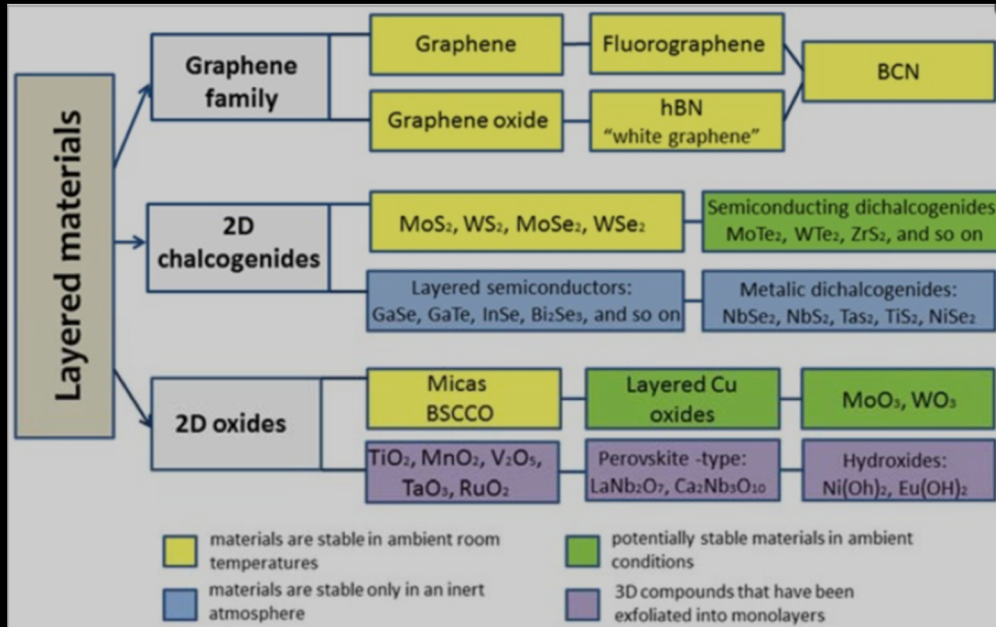 Layered materials
Graphene
family
Graphene
Fluorographene
BCN
Graphene oxide
hBN
“white graphene”
2D
chalcogenides
MoS₂, WS₂, MoSe₂, WSe₂
Semiconducting dichalcogenides
MoTe₂, WTe₂, ZrS₂, and so on
Layered semiconductors:
GaSe, GaTe, InSe, Bi₂Se₃, and so on
Metalic dichalcogenides:
NbSe₂, NbS₂, Tas₂, TiS₂, NiSe₂
2D oxides
Micas
BSCCO
Layered Cu
oxides
MoO₃, WO₃
TiO₂, MnO₂, V₂O₅,
TaO₃, RuO₂
Perovskite -type:
LaNb₂O₇, Ca₂Nb₃O₁₀
Hydroxides:
Ni(Oh)₂, Eu(OH)₂
materials are stable in ambient room
temperatures
potentially stable materials in ambient
conditions
materials are stable only in an inert
atmosphere
3D compounds that have been
exfoliated into monolayers